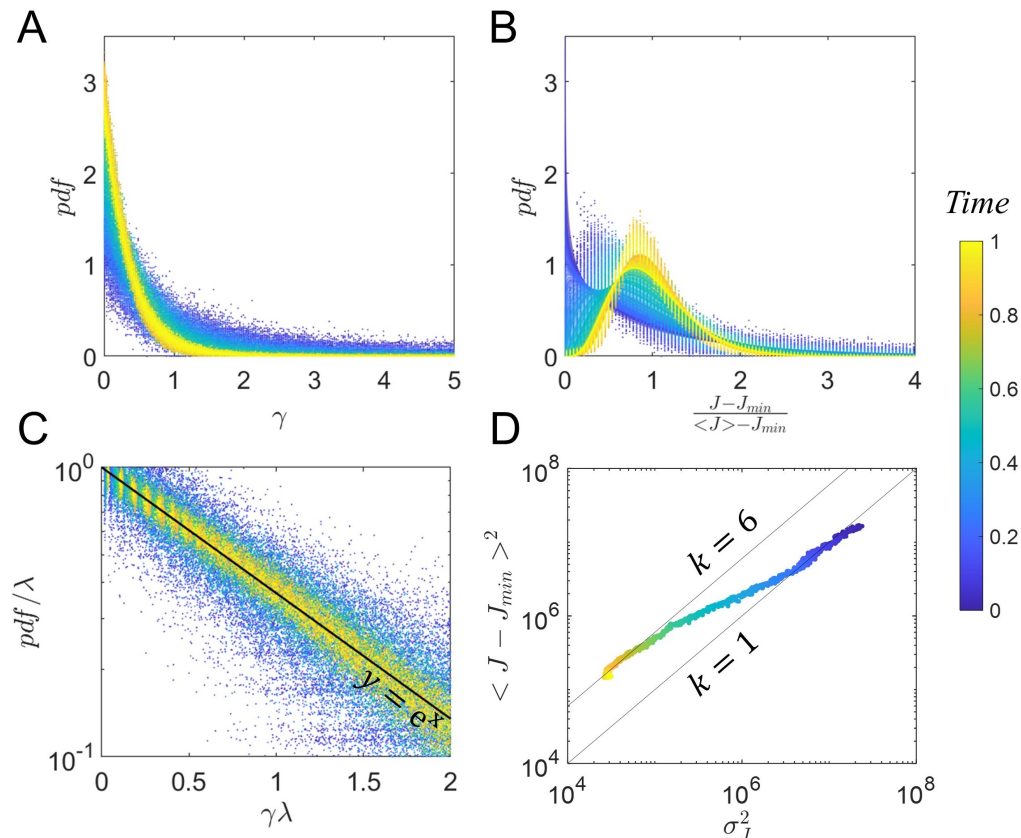 A
B
3
2
1
0
pdf
0
1
2
3
4
5
γ
3
2
1
0
pdf
0
1
2
3
4
J−J_min
<J>−J_min
Time
1
0.8
0.6
0.4
0.2
0
C
D
10^0
10^-1
pdf/λ
y = e^x
0
0.5
1
1.5
2
γλ
10^8
10^6
10^4
< J − J_min >^2
k = 6
k = 1
10^4
10^6
10^8
σ_J^2